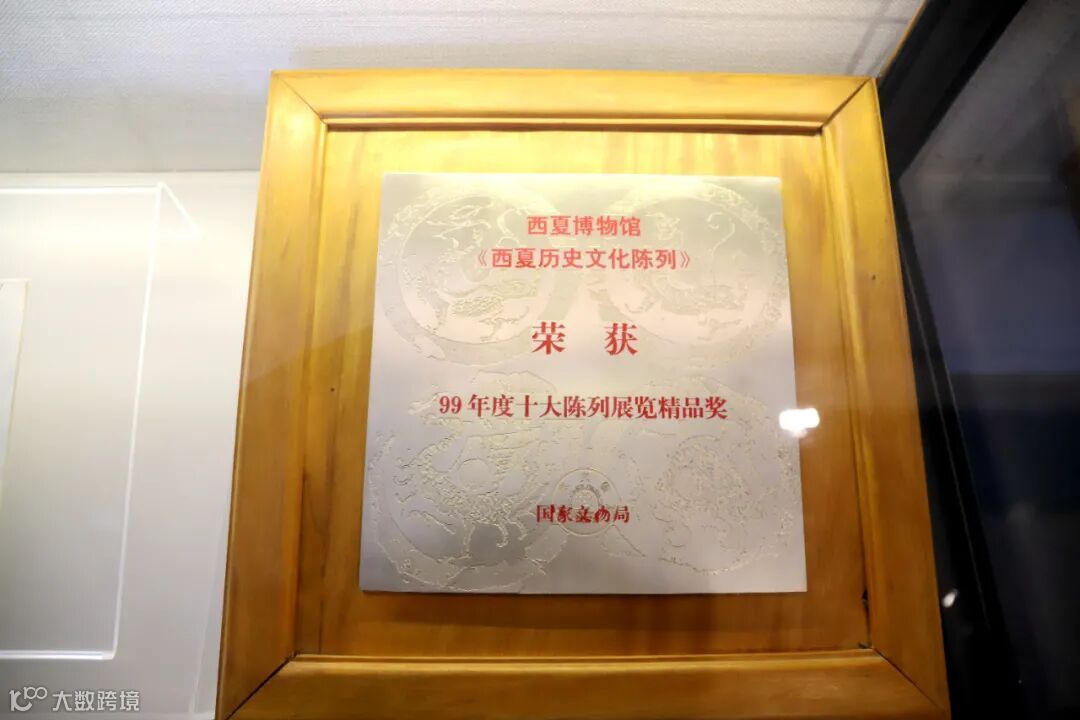 西夏博物馆
《西夏历史文化陈列》
荣 获
99年度十大陈列展览精品奖
国家文物局
大数跨境